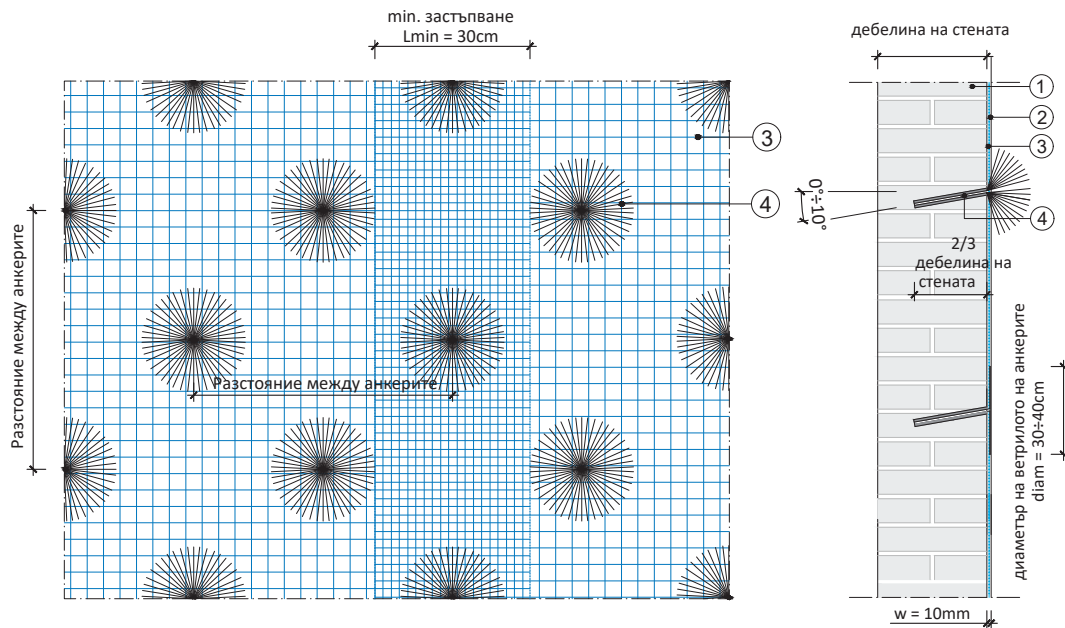 min. застъпване
Lmin = 30cm
3
4
Разстояние между анкерите
Разстояние между анкерите
дебелина на стената
1
2
3
4
0°÷10°
2/3
дебелина на
стената
диаметър на ветрилото на анкерите
diam = 30÷40cm
w = 10mm